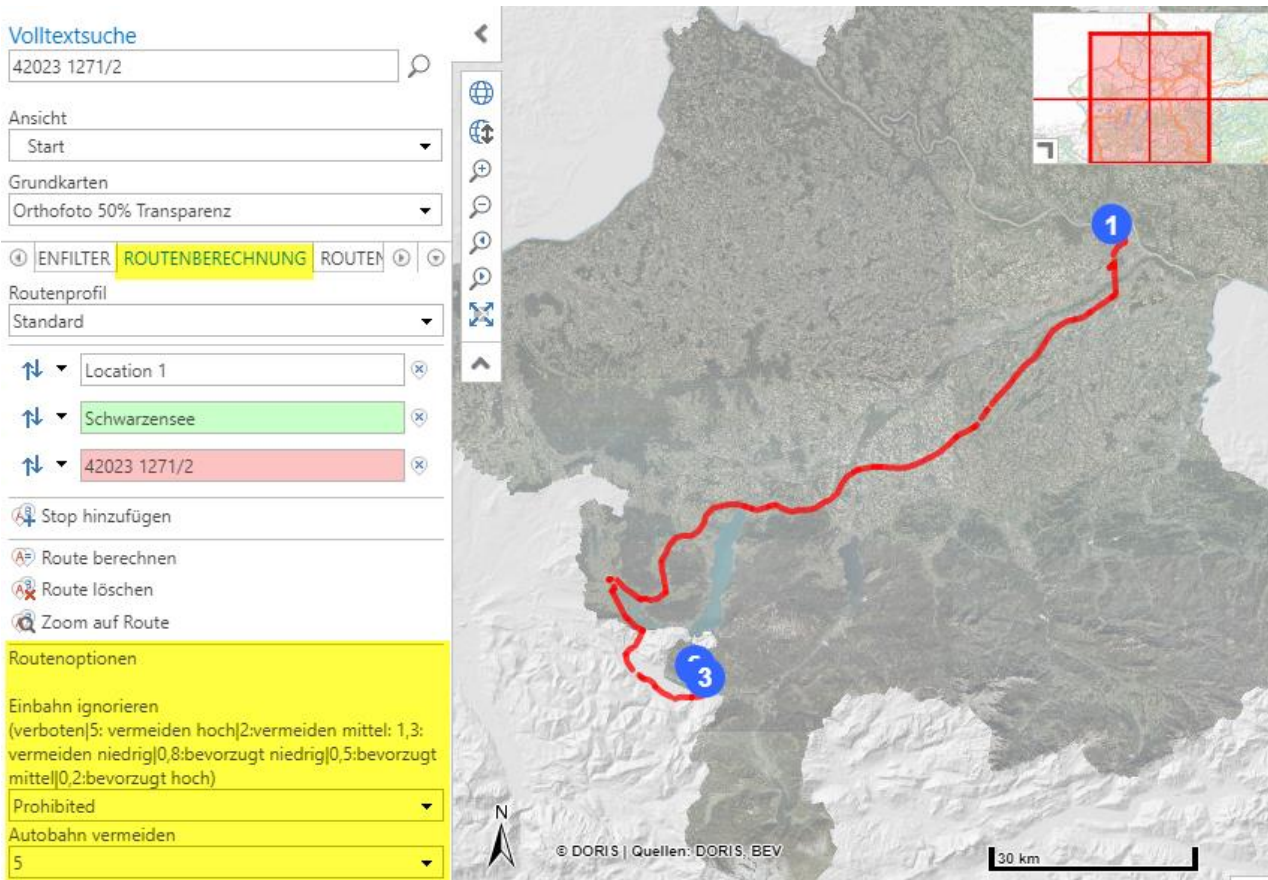 Volltextsuche
42023 1271/2
Ansicht
Start
Grundkarten
Orthofoto 50% Transparenz
ENFILTER ROUTENBERECHNUNG ROUTEN
Routenprofil
Standard
Location 1
Schwarzensee
42023 1271/2
Stop hinzufügen
Route berechnen
Route löschen
Zoom auf Route
Routenoptionen
Einbahn ignorieren
(verboten|5: vermeiden hoch|2:vermeiden mittel: 1,3:
vermeiden niedrig|0,8:bevorzugt niedrig|0,5:bevorzugt
mittel|0,2:bevorzugt hoch)
Prohibited
Autobahn vermeiden
5
1
3
N
© DORIS | Quellen: DORIS, BEV
30 km